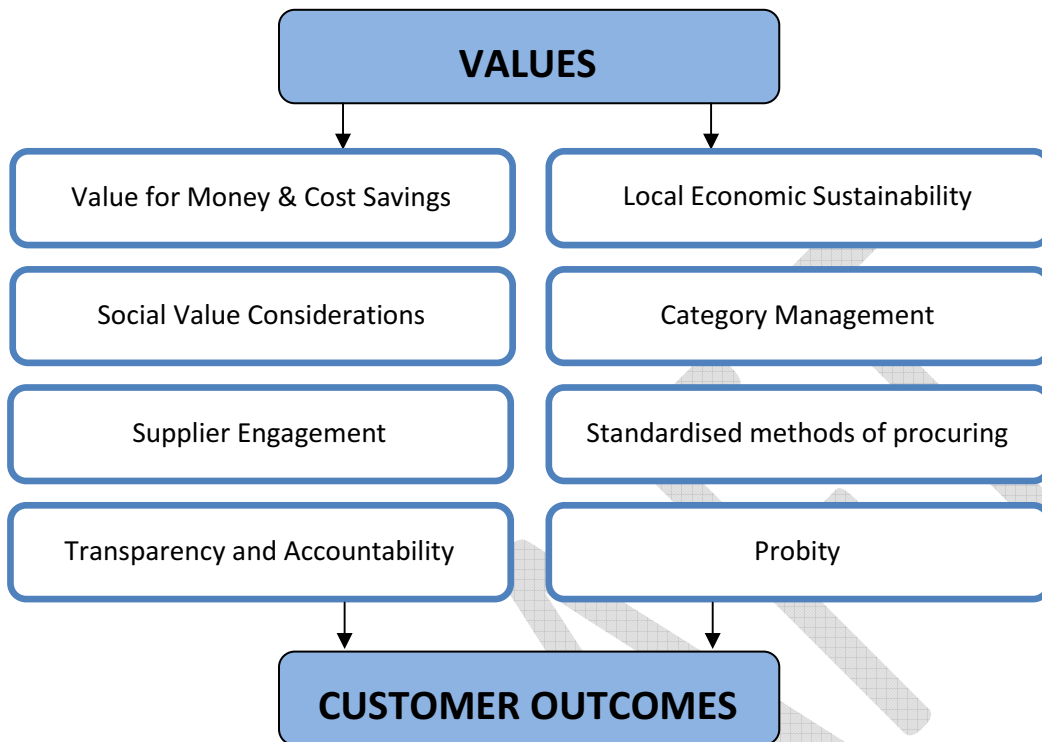 VALUES
Value for Money & Cost Savings
Local Economic Sustainability
Social Value Considerations
Category Management
Supplier Engagement
Standardised methods of procuring
Transparency and Accountability
Probity
CUSTOMER OUTCOMES